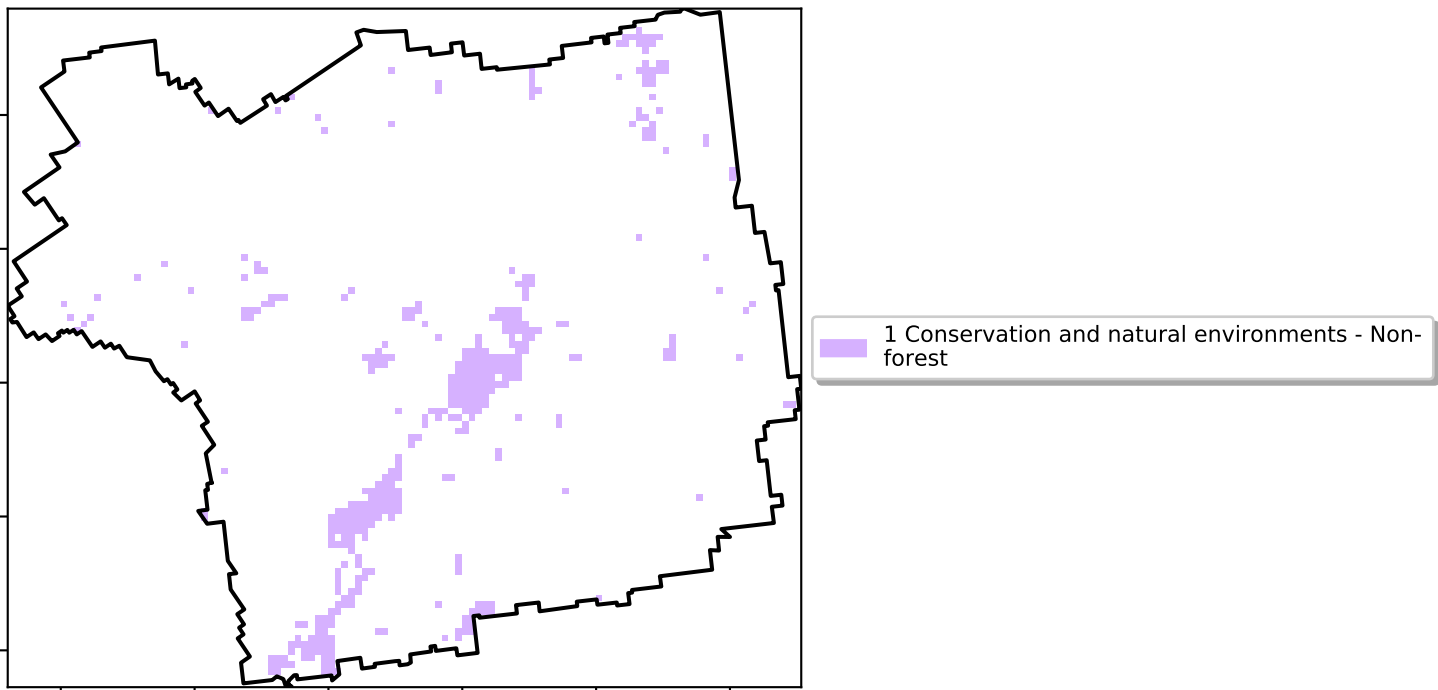 1 Conservation and natural environments - Non-
forest